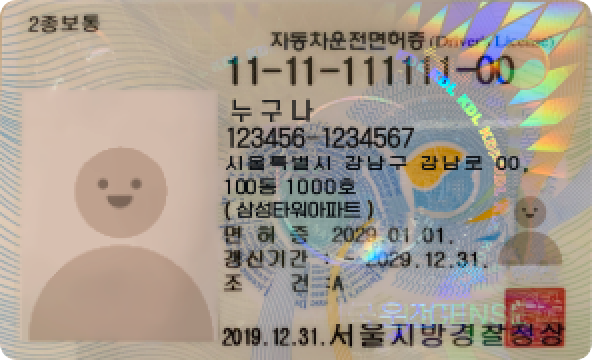 2종보통
자동차운전면허증 (Driver's License)
11-11-111111-00
누구나
123456-1234567
서울특별시 강남구 강남로 00,
100동 1000호
(삼성타워아파트)
면 허 증 2029.01.01.
갱신기간 : ~ 2029.12.31.
조 건 :A
2019.12.31. 서울지방경찰청장